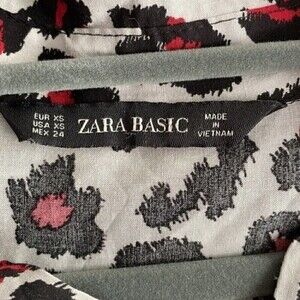 EUR XS
USA XS
MEX 24
ZARA BASIC
MADE
IN
VIETNAM